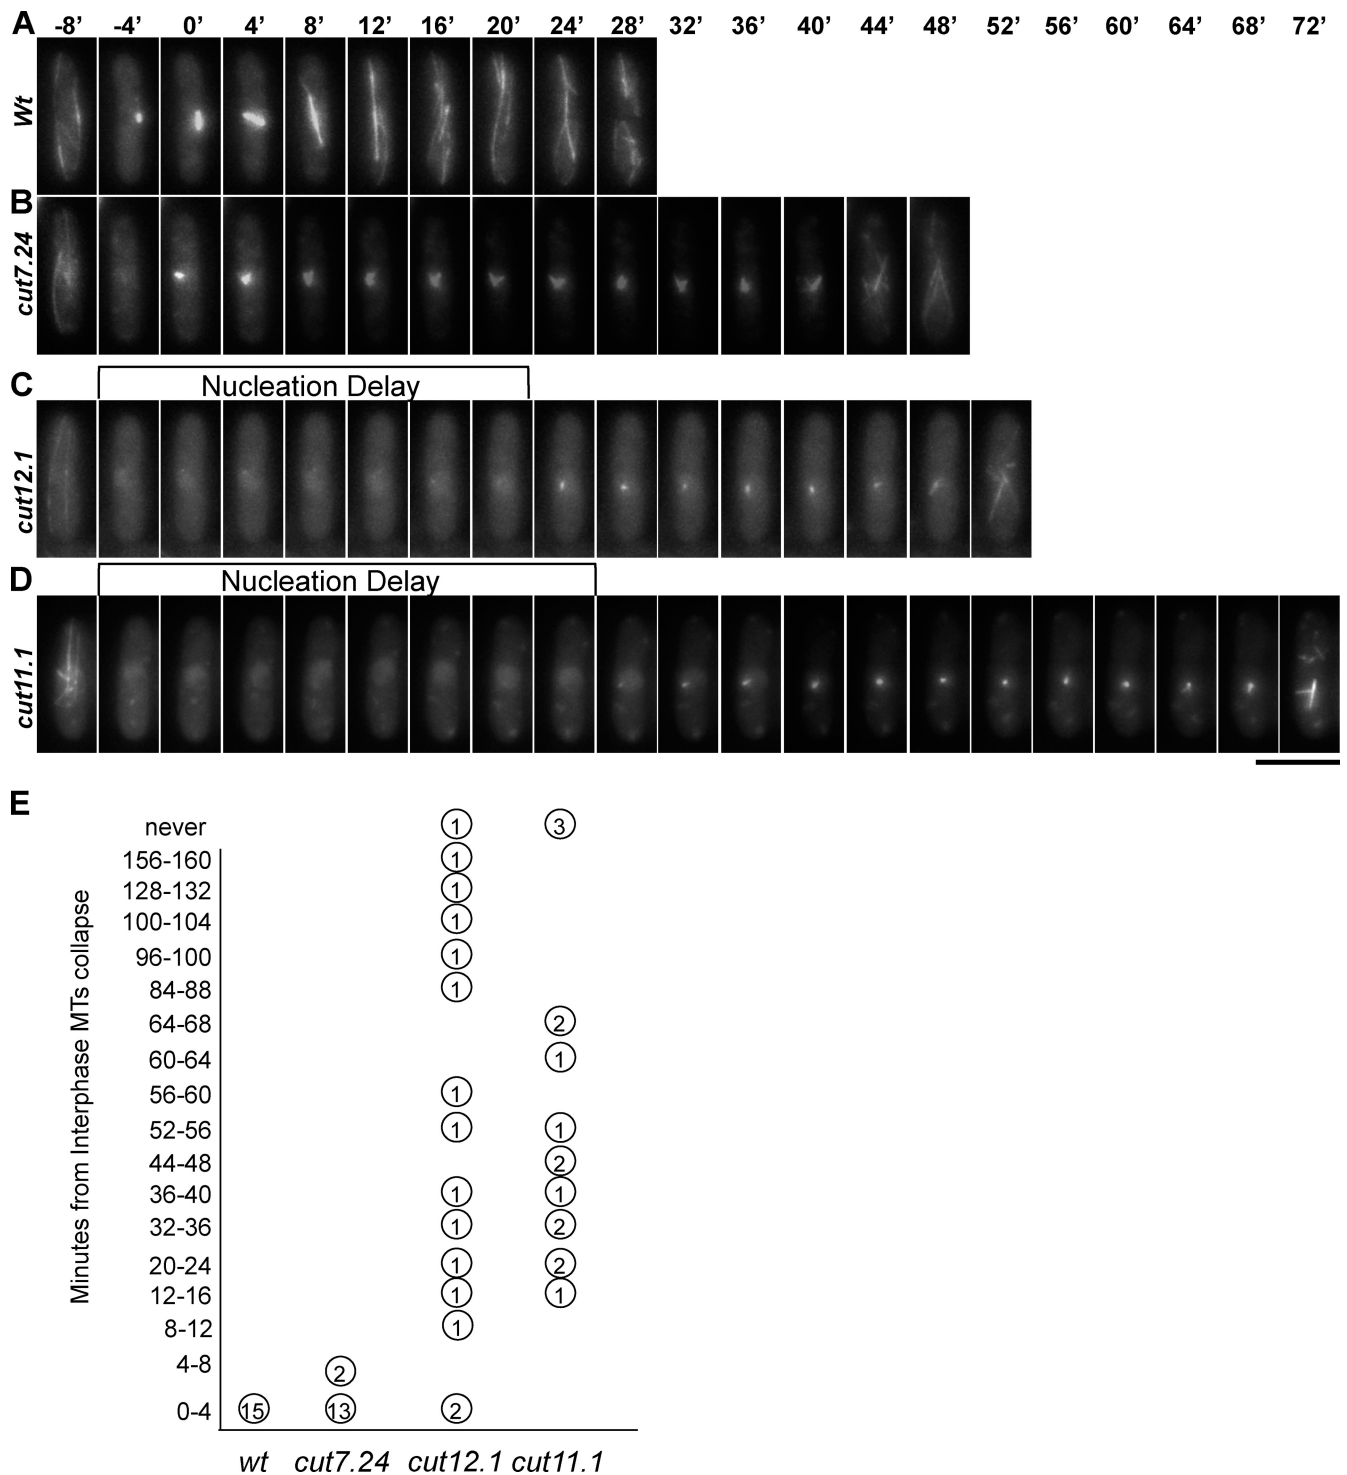 A -8’ -4’ 0’ 4’ 8’ 12’ 16’ 20’ 24’ 28’ 32’ 36’ 40’ 44’ 48’ 52’ 56’ 60’ 64’ 68’ 72’
Wt
B
cut7.24
C Nucleation Delay
cut12.1
D Nucleation Delay
cut11.1
E
Minutes from Interphase MTs collapse
never 1 3
156-160 1
128-132 1
100-104 1
96-100 1
84-88 1
64-68 2
60-64 1
56-60 1
52-56 1 1
44-48 2
36-40 1 1
32-36 1 2
20-24 1 2
12-16 1 1
8-12 1
4-8 2
0-4 15 13 2
wt cut7.24 cut12.1 cut11.1